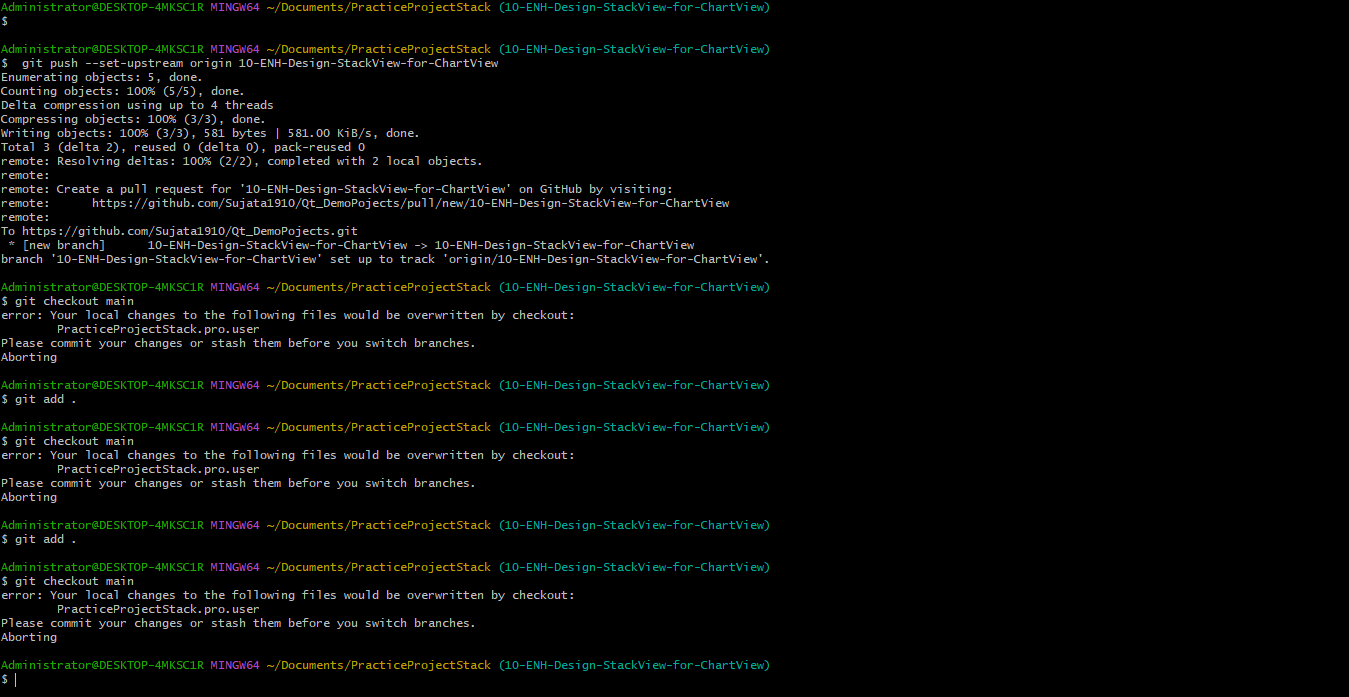 Administrator@DESKTOP-4MKSC1R MINGW64 ~/Documents/PracticeProjectStack (10-ENH-Design-StackView-for-ChartView)
$
Administrator@DESKTOP-4MKSC1R MINGW64 ~/Documents/PracticeProjectStack (10-ENH-Design-StackView-for-ChartView)
$  git push --set-upstream origin 10-ENH-Design-StackView-for-ChartView
Enumerating objects: 5, done.
Counting objects: 100% (5/5), done.
Delta compression using up to 4 threads
Compressing objects: 100% (3/3), done.
Writing objects: 100% (3/3), 581 bytes | 581.00 KiB/s, done.
Total 3 (delta 2), reused 0 (delta 0), pack-reused 0
remote: Resolving deltas: 100% (2/2), completed with 2 local objects.
remote:
remote: Create a pull request for '10-ENH-Design-StackView-for-ChartView' on GitHub by visiting:
remote:      https://github.com/Sujata1910/Qt_DemoPojects/pull/new/10-ENH-Design-StackView-for-ChartView
remote:
To https://github.com/Sujata1910/Qt_DemoPojects.git
 * [new branch]      10-ENH-Design-StackView-for-ChartView -> 10-ENH-Design-StackView-for-ChartView
branch '10-ENH-Design-StackView-for-ChartView' set up to track 'origin/10-ENH-Design-StackView-for-ChartView'.
Administrator@DESKTOP-4MKSC1R MINGW64 ~/Documents/PracticeProjectStack (10-ENH-Design-StackView-for-ChartView)
$ git checkout main
error: Your local changes to the following files would be overwritten by checkout:
        PracticeProjectStack.pro.user
Please commit your changes or stash them before you switch branches.
Aborting
Administrator@DESKTOP-4MKSC1R MINGW64 ~/Documents/PracticeProjectStack (10-ENH-Design-StackView-for-ChartView)
$ git add .
Administrator@DESKTOP-4MKSC1R MINGW64 ~/Documents/PracticeProjectStack (10-ENH-Design-StackView-for-ChartView)
$ git checkout main
error: Your local changes to the following files would be overwritten by checkout:
        PracticeProjectStack.pro.user
Please commit your changes or stash them before you switch branches.
Aborting
Administrator@DESKTOP-4MKSC1R MINGW64 ~/Documents/PracticeProjectStack (10-ENH-Design-StackView-for-ChartView)
$ git add .
Administrator@DESKTOP-4MKSC1R MINGW64 ~/Documents/PracticeProjectStack (10-ENH-Design-StackView-for-ChartView)
$ git checkout main
error: Your local changes to the following files would be overwritten by checkout:
        PracticeProjectStack.pro.user
Please commit your changes or stash them before you switch branches.
Aborting
Administrator@DESKTOP-4MKSC1R MINGW64 ~/Documents/PracticeProjectStack (10-ENH-Design-StackView-for-ChartView)
$